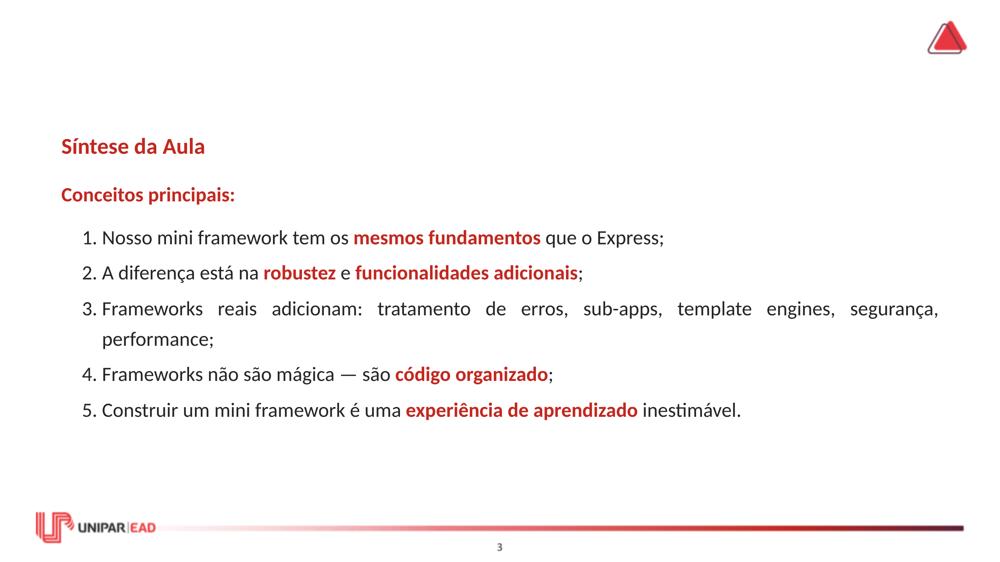 Síntese da Aula
Conceitos principais:
1. Nosso mini framework tem os mesmos fundamentos que o Express;
2. A diferença está na robustez e funcionalidades adicionais;
3. Frameworks reais adicionam: tratamento de erros, sub-apps, template engines, segurança,
performance;
4. Frameworks não são mágica — são código organizado;
5. Construir um mini framework é uma experiência de aprendizado inestimável.
UNIPAR|EAD
3